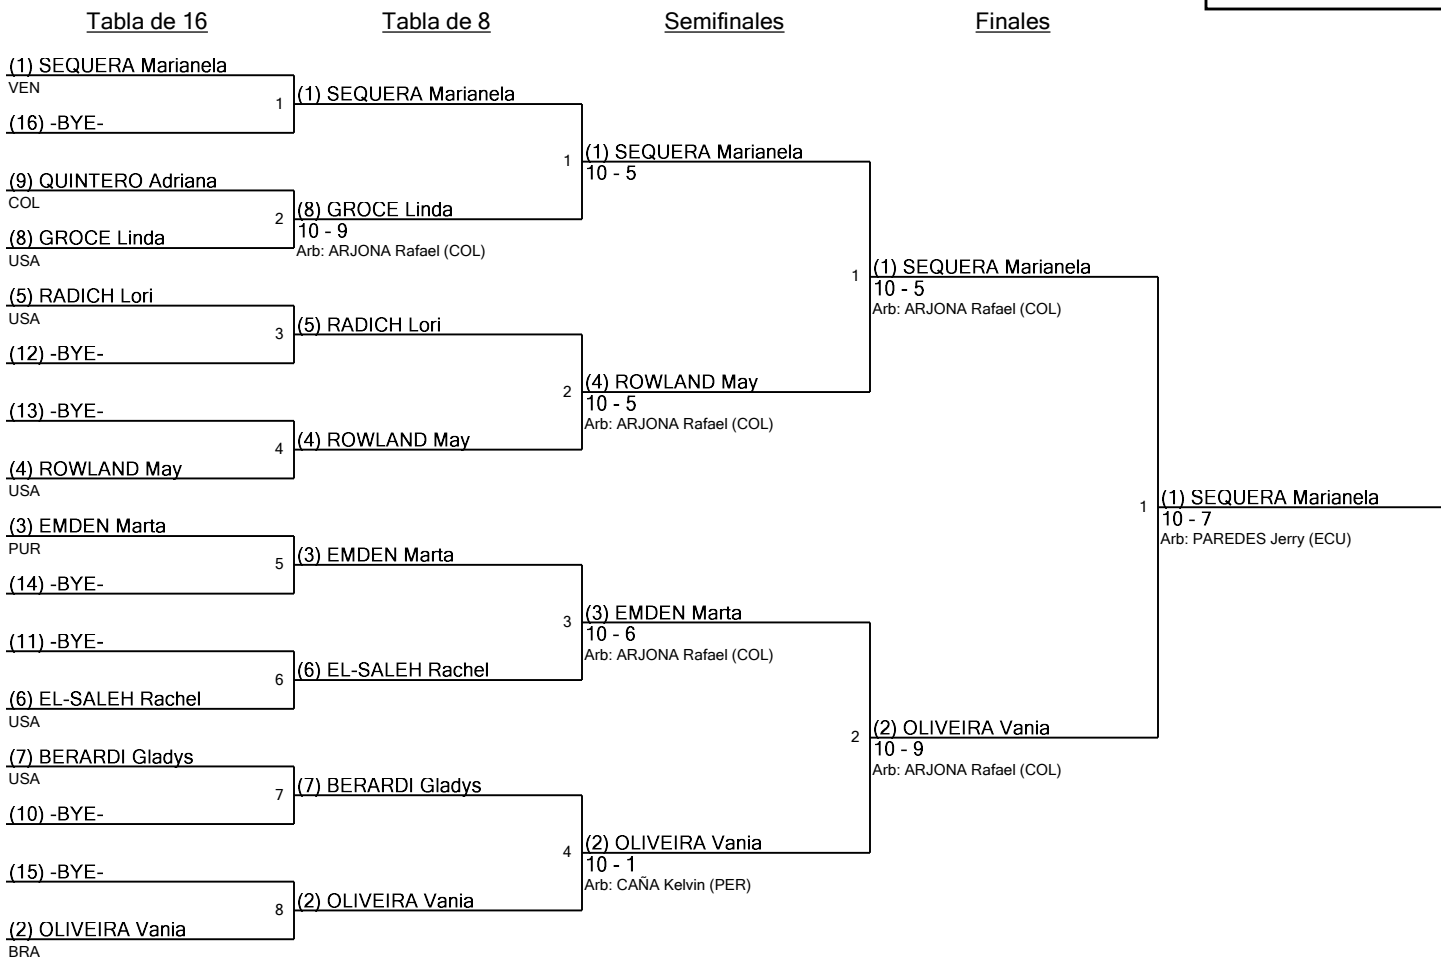 Tabla de 16
Tabla de 8
Semifinales
Finales
(1) SEQUERA Marianela
VEN
(16) -BYE-
(9) QUINTERO Adriana
COL
(8) GROCE Linda
USA
(5) RADICH Lori
USA
(12) -BYE-
(13) -BYE-
(4) ROWLAND May
USA
(3) EMDEN Marta
PUR
(14) -BYE-
(11) -BYE-
(6) EL-SALEH Rachel
USA
(7) BERARDI Gladys
USA
(10) -BYE-
(15) -BYE-
(2) OLIVEIRA Vania
BRA
1 (1) SEQUERA Marianela
2 (8) GROCE Linda
10 - 9
Arb: ARJONA Rafael (COL)
3 (5) RADICH Lori
4 (4) ROWLAND May
5 (3) EMDEN Marta
6 (6) EL-SALEH Rachel
7 (7) BERARDI Gladys
8 (2) OLIVEIRA Vania
1 (1) SEQUERA Marianela
10 - 5
2 (4) ROWLAND May
10 - 5
Arb: ARJONA Rafael (COL)
3 (3) EMDEN Marta
10 - 6
Arb: ARJONA Rafael (COL)
4 (2) OLIVEIRA Vania
10 - 1
Arb: CAÑA Kelvin (PER)
1 (1) SEQUERA Marianela
10 - 5
Arb: ARJONA Rafael (COL)
2 (2) OLIVEIRA Vania
10 - 9
Arb: ARJONA Rafael (COL)
1 (1) SEQUERA Marianela
10 - 7
Arb: PAREDES Jerry (ECU)